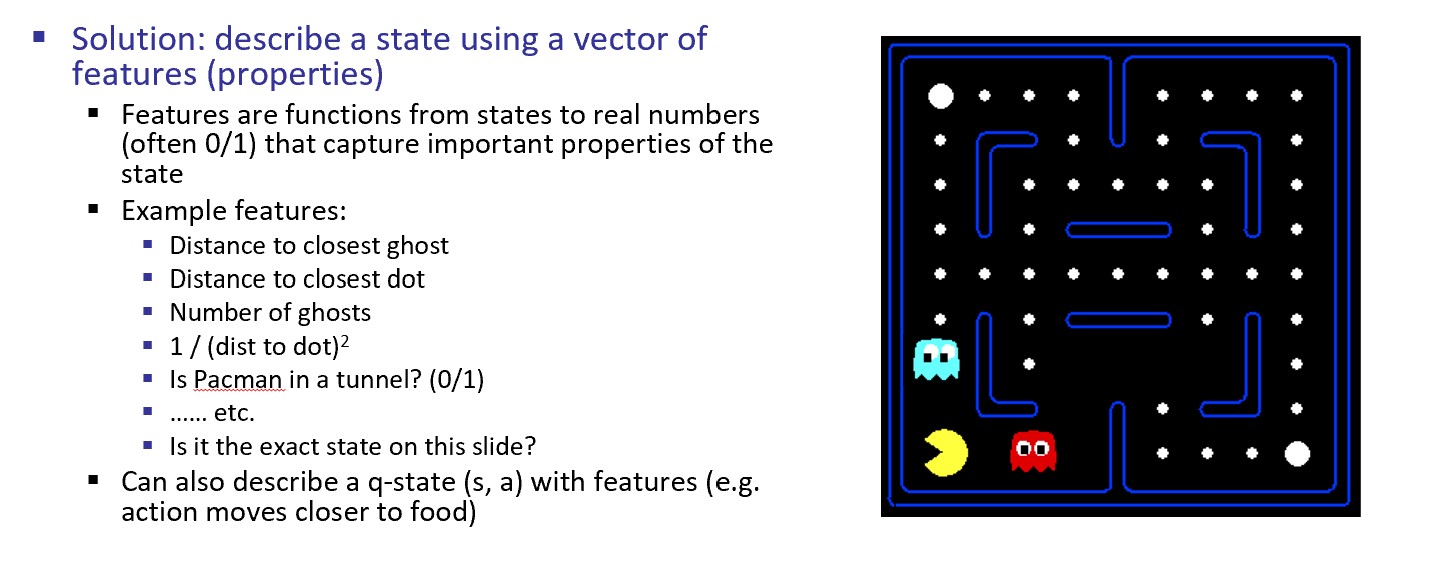 ▪ Solution: describe a state using a vector of
features (properties)
▪ Features are functions from states to real numbers
(often 0/1) that capture important properties of the
state
▪ Example features:
▪ Distance to closest ghost
▪ Distance to closest dot
▪ Number of ghosts
▪ 1 / (dist to dot)²
▪ Is Pacman in a tunnel? (0/1)
▪ ...... etc.
▪ Is it the exact state on this slide?
▪ Can also describe a q-state (s, a) with features (e.g.
action moves closer to food)